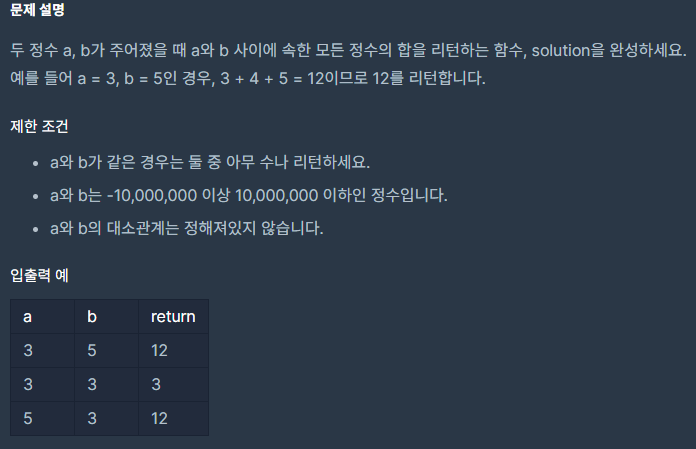 문제 설명
두 정수 a, b가 주어졌을 때 a와 b 사이에 속한 모든 정수의 합을 리턴하는 함수, solution을 완성하세요.
예를 들어 a = 3, b = 5인 경우, 3 + 4 + 5 = 12이므로 12를 리턴합니다.
제한 조건
• a와 b가 같은 경우는 둘 중 아무 수나 리턴하세요.
• a와 b는 -10,000,000 이상 10,000,000 이하인 정수입니다.
• a와 b의 대소관계는 정해져있지 않습니다.
입출력 예
a b return
3 5 12
3 3 3
5 3 12